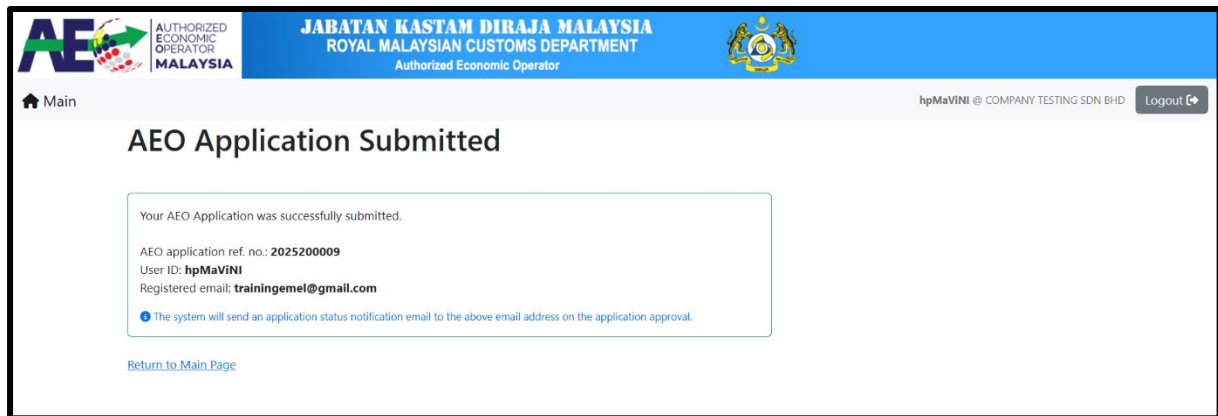 AEO
AUTHORIZED
ECONOMIC
OPERATOR
MALAYSIA
JABATAN KASTAM DIRAJA MALAYSIA
ROYAL MALAYSIAN CUSTOMS DEPARTMENT
Authorized Economic Operator
Main
hpMaViNI @ COMPANY TESTING SDN BHD
Logout
AEO Application Submitted
Your AEO Application was successfully submitted.
AEO application ref. no.: 2025200009
User ID: hpMaViNI
Registered email: trainingemel@gmail.com
The system will send an application status notification email to the above email address on the application approval.
Return to Main Page